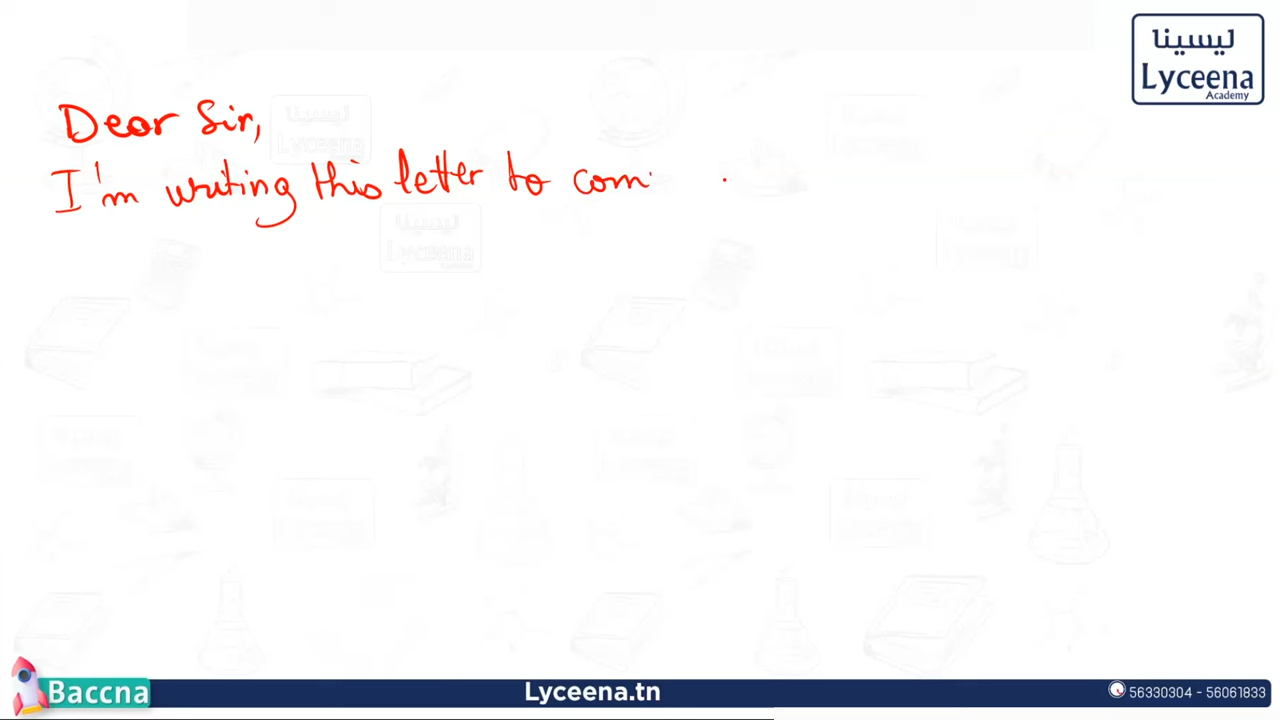 ليسينا
Lyceena
Academy
Dear Sir,
I'm writing this letter to com
Baccna
Lyceena.tn
56330304 - 56061833